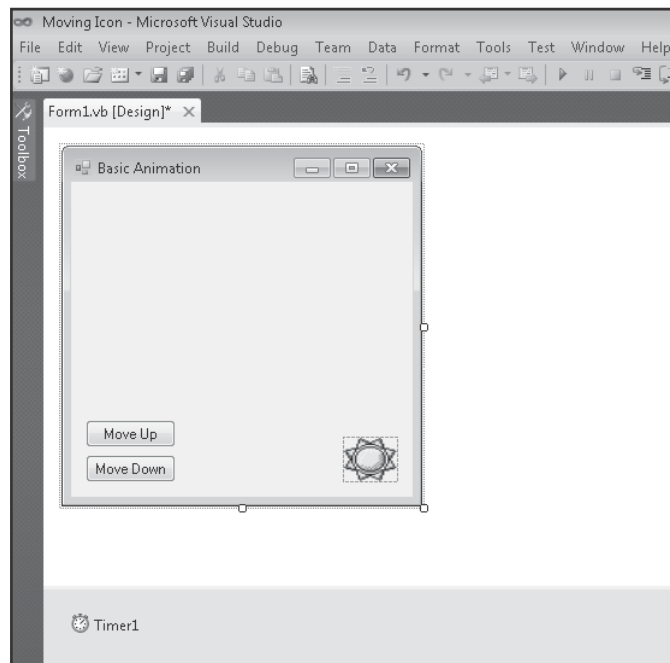 Moving Icon - Microsoft Visual Studio
File Edit View Project Build Debug Team Data Format Tools Test Window Help
Toolbox
Form1.vb [Design]*
Basic Animation
Move Up
Move Down
Timer1